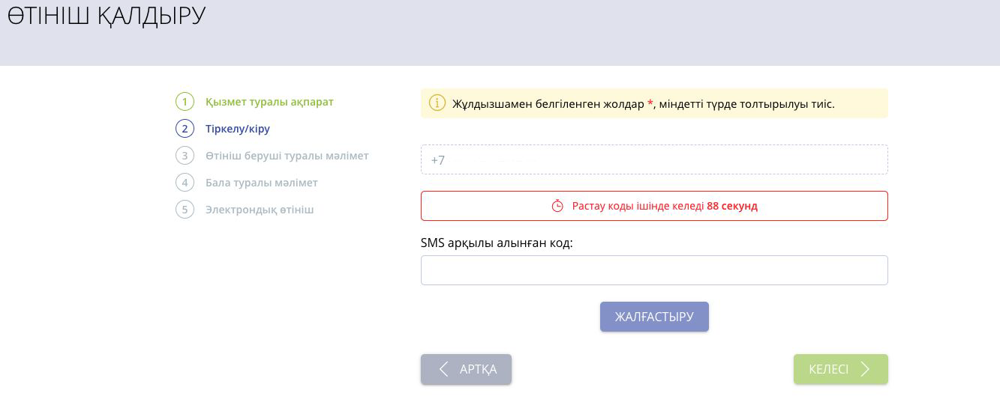 ӨТІНІШ ҚАЛДЫРУ
1 Қызмет туралы ақпарат
2 Тіркелу/кіру
3 Өтініш беруші туралы мәлімет
4 Бала туралы мәлімет
5 Электрондық өтініш
Жұлдызшамен белгіленген жолдар *, міндетті түрде толтырылуы тиіс.
+7
Растау коды ішінде келеді 88 секунд
SMS арқылы алынған код:
ЖАЛҒАСТЫРУ
АРТҚА
КЕЛЕСІ